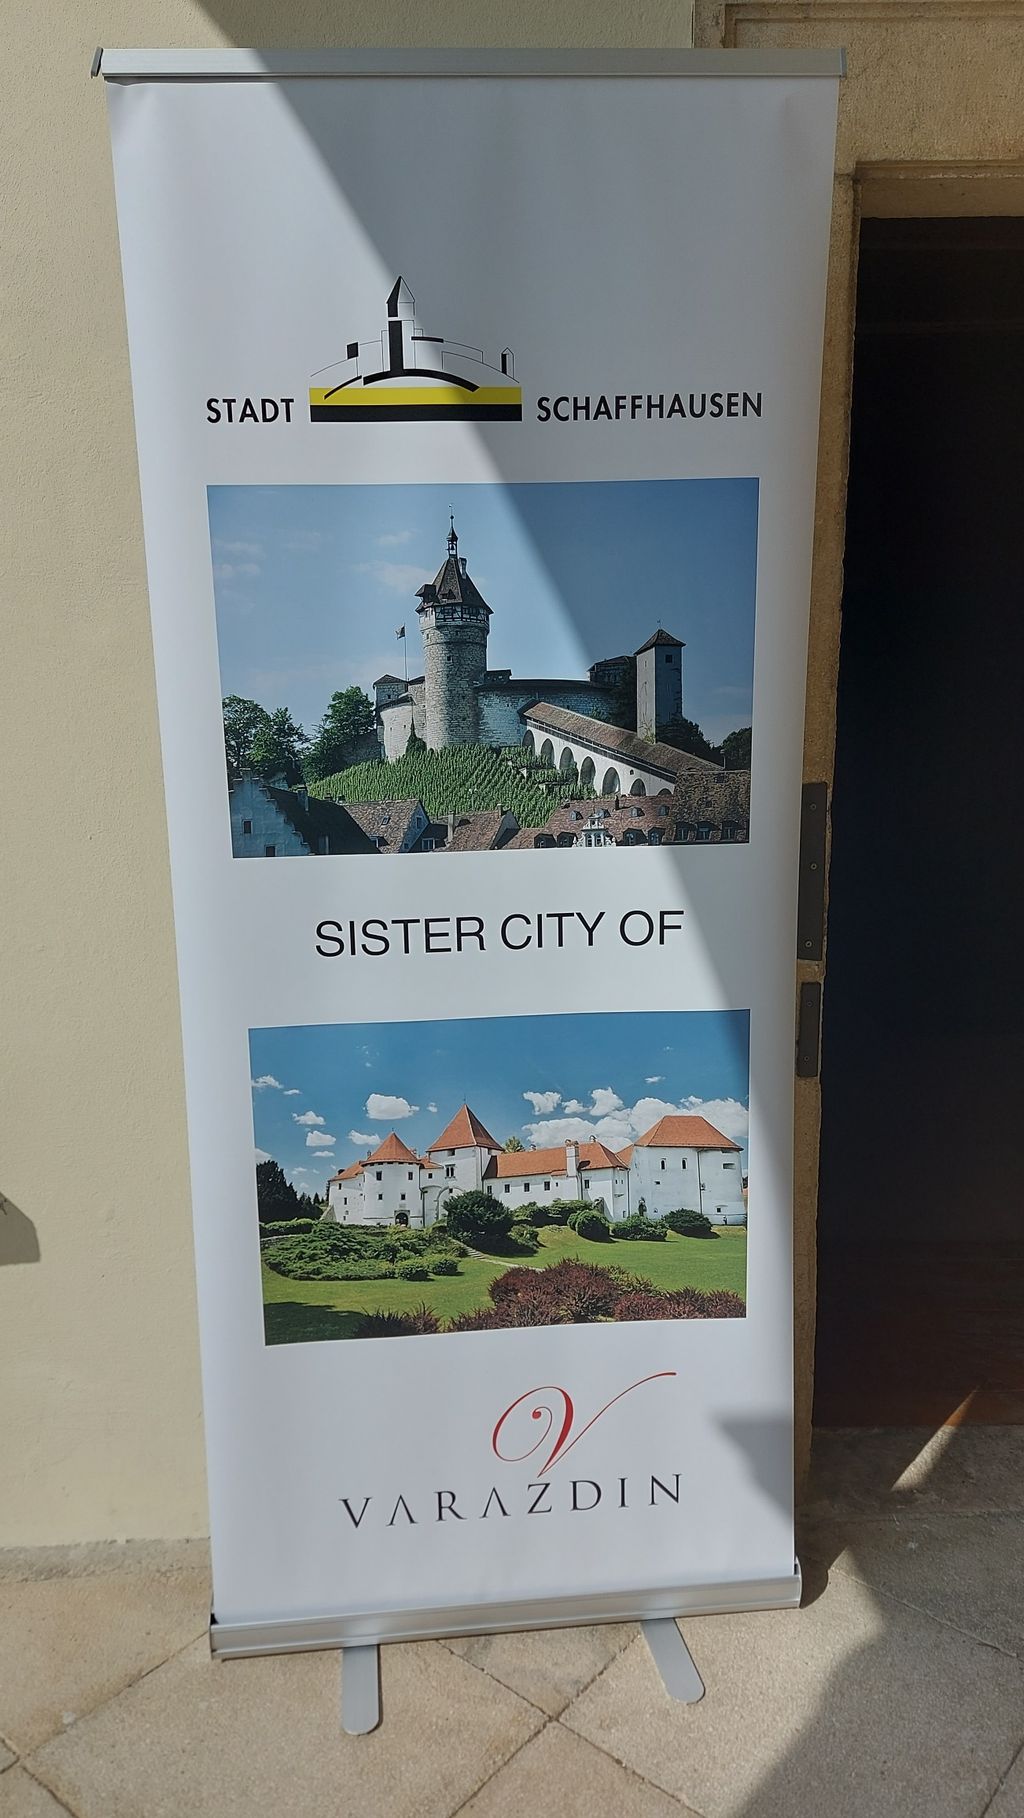 STADT SCHAFFHAUSEN
SISTER CITY OF
V
VARAZDIN